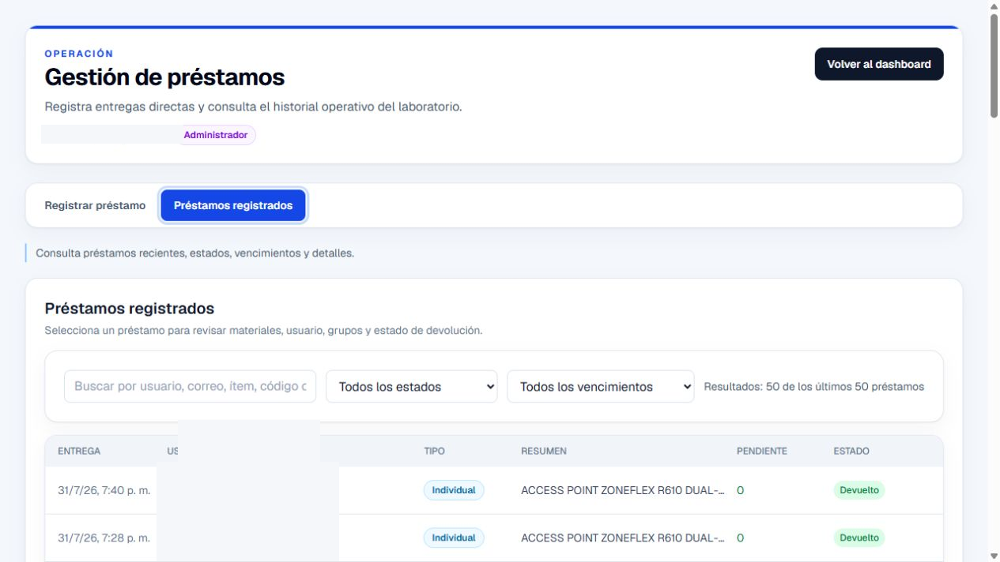 OPERACIÓN
Gestión de préstamos
Volver al dashboard
Registra entregas directas y consulta el historial operativo del laboratorio.
Administrador
Registrar préstamo Préstamos registrados
Consulta préstamos recientes, estados, vencimientos y detalles.
Préstamos registrados
Selecciona un préstamo para revisar materiales, usuario, grupos y estado de devolución.
Buscar por usuario, correo, ítem, código Todos los estados Todos los vencimientos Resultados: 50 de los últimos 50 préstamos
ENTREGA TIPO RESUMEN PENDIENTE ESTADO
31/7/26, 7:40 p. m. Individual ACCESS POINT ZONEFLEX R610 DUAL-... 0 Devuelto
31/7/26, 7:28 p. m. Individual ACCESS POINT ZONEFLEX R610 DUAL-... 0 Devuelto